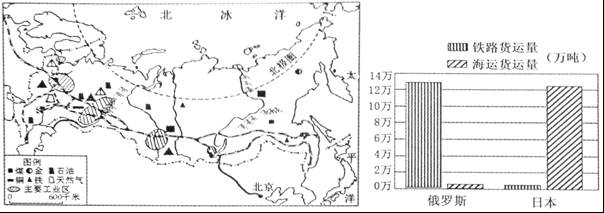 北 冰 洋
北极圈
太
平
洋
北京
图例
■煤 金 石油
铜 ▲铁 天然气
主要工业区
0 600千米
铁路货运量
海运货运量
(万吨)
14万
12万
10万
8万
6万
4万
2万
0万
俄罗斯
日本